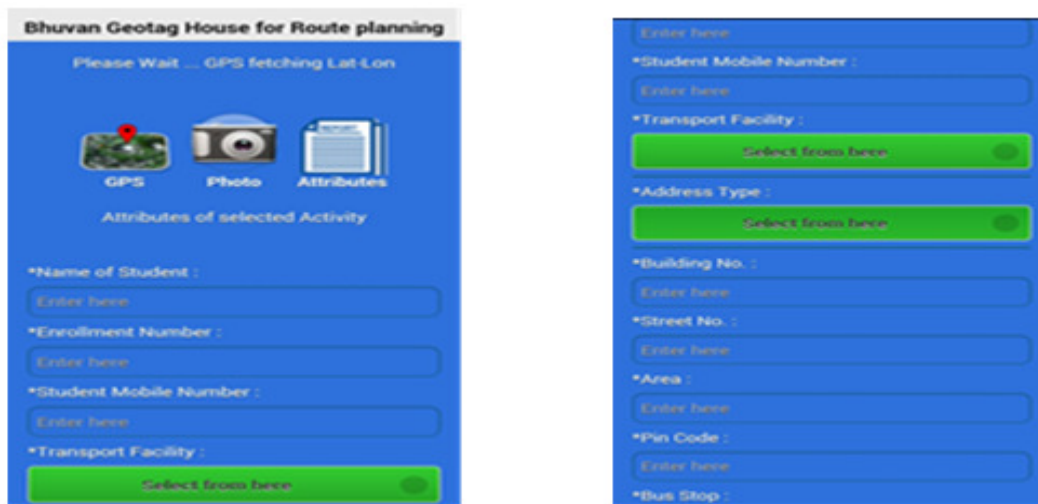 Bhuvan Geotag House for Route planning
Please Wait ... GPS fetching Lat-Lon
GPS Photo Attributes
Attributes of selected Activity
*Name of Student :
Enter here
*Enrollment Number :
Enter here
*Student Mobile Number :
Enter here
*Transport Facility :
Select from here
Enter here
*Student Mobile Number :
Enter here
*Transport Facility :
Select from here
*Address Type :
Select from here
*Building No. :
Enter here
*Street No. :
Enter here
*Area :
Enter here
*Pin Code :
Enter here
*Bus Stop :